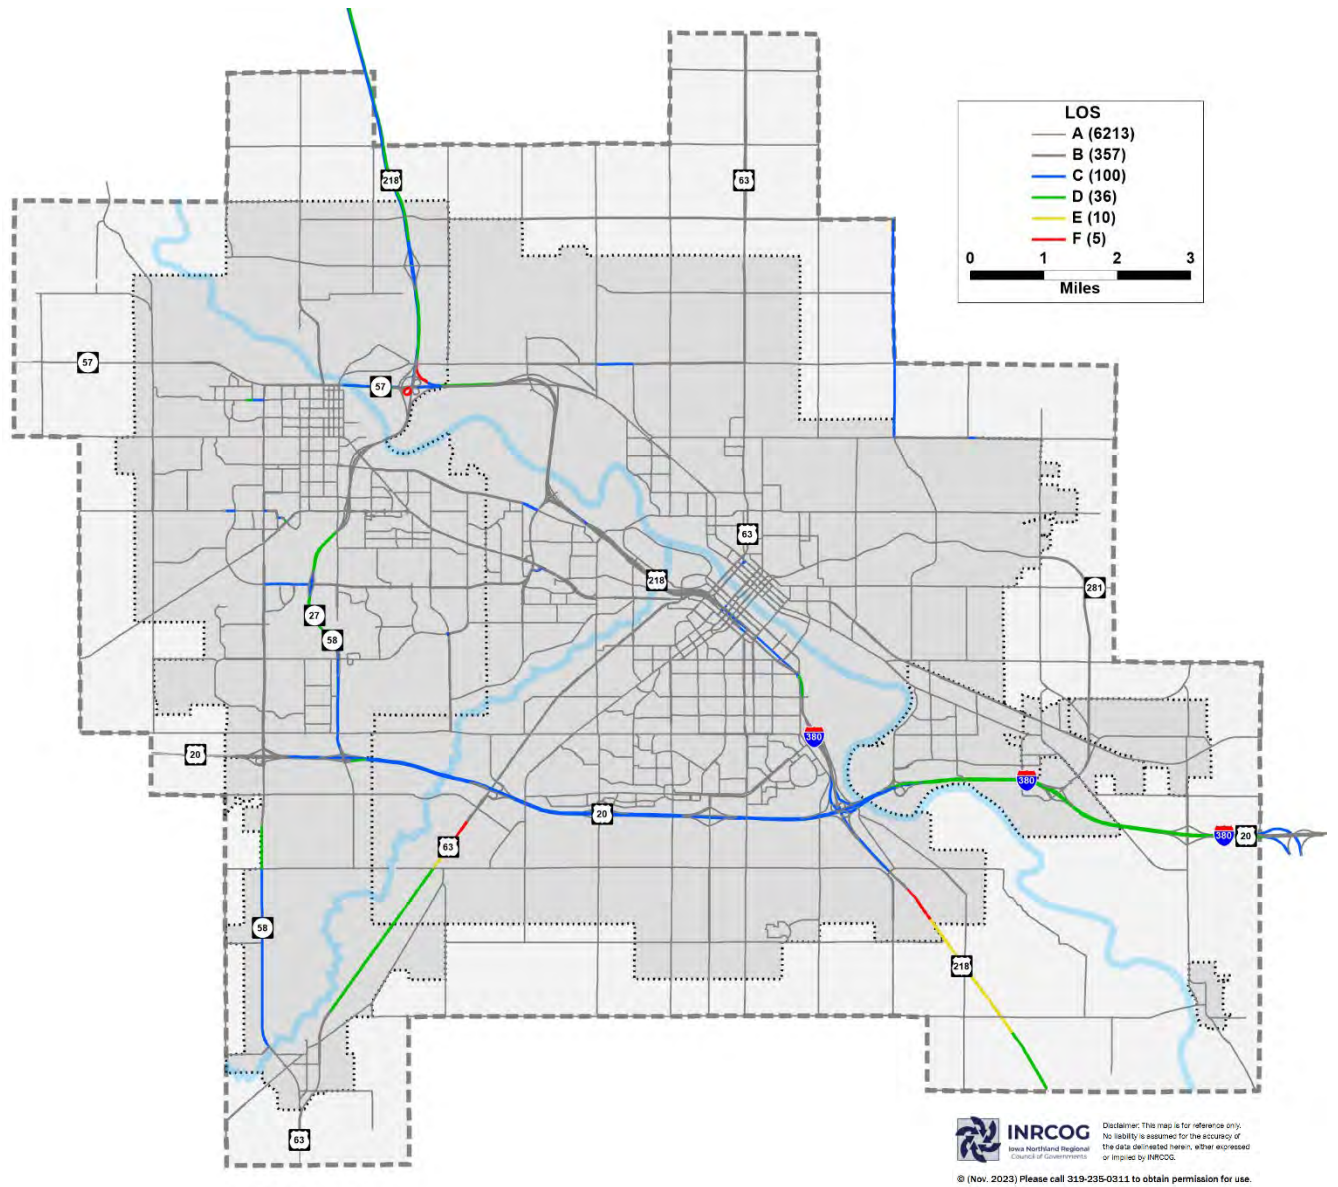 LOS
A (6213)
B (357)
C (100)
D (36)
E (10)
F (5)
0 1 2 3
Miles
218
63
57
57
63
218
281
27
58
380
20
380
20
63
380 20
58
218
63
INRCOG
Iowa Northland Regional
Council of Governments
Disclaimer: This map is for reference only.
No liability is assumed for the accuracy of
the data delineated herein, either expressed
or implied by INRCOG.
© (Nov. 2023) Please call 319-235-0311 to obtain permission for use.